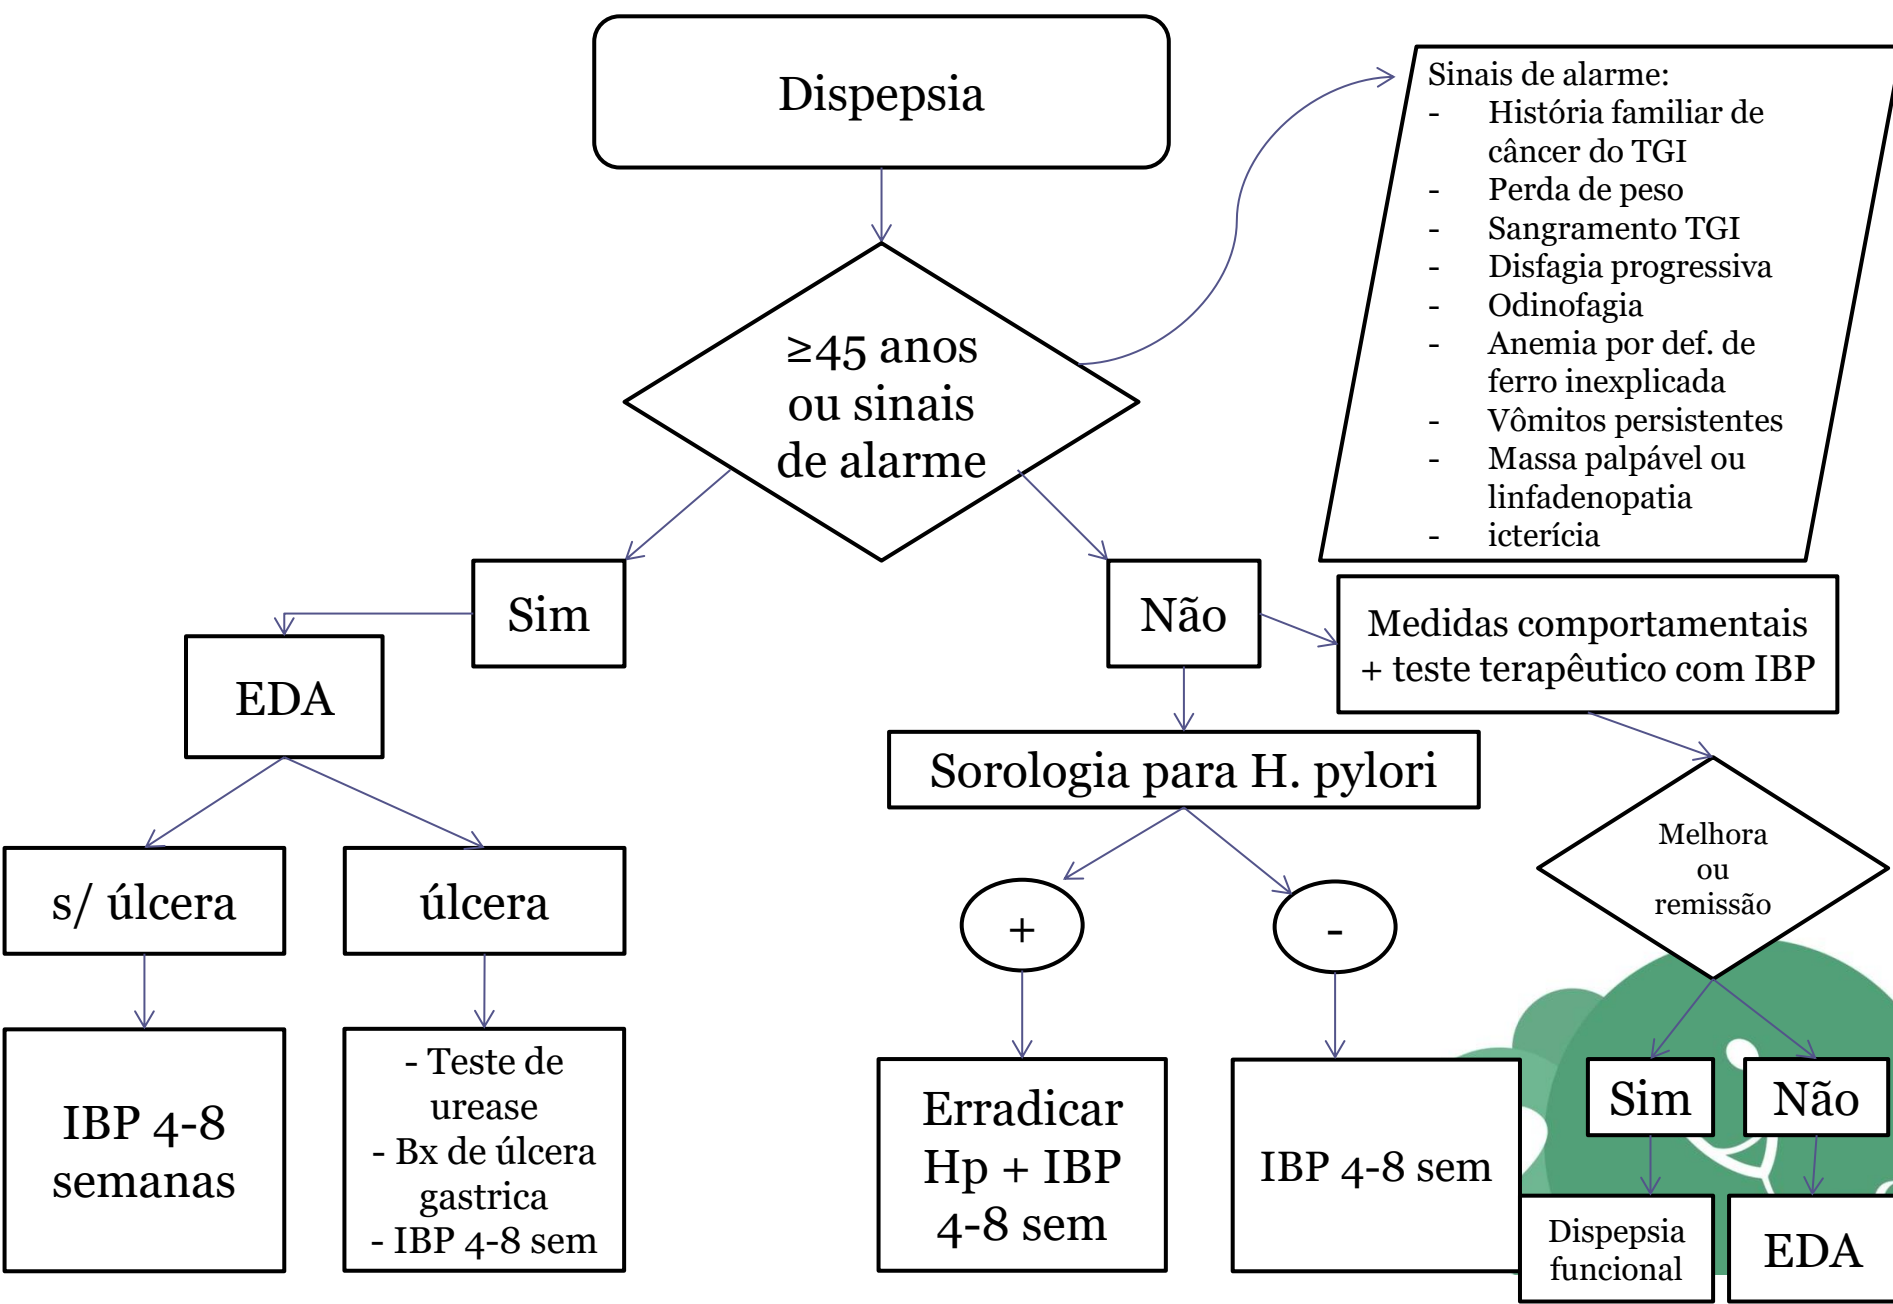 Dispepsia
Sinais de alarme:
- História familiar de
câncer do TGI
- Perda de peso
- Sangramento TGI
- Disfagia progressiva
- Odinofagia
- Anemia por def. de
ferro inexplicada
- Vômitos persistentes
- Massa palpável ou
linfadenopatia
- icterícia
≥45 anos
ou sinais
de alarme
Sim
Não
Medidas comportamentais
+ teste terapêutico com IBP
EDA
Sorologia para H. pylori
Melhora
ou
remissão
s/ úlcera
úlcera
+
-
IBP 4-8
semanas
- Teste de
urease
- Bx de úlcera
gastrica
- IBP 4-8 sem
Erradicar
Hp + IBP
4-8 sem
IBP 4-8 sem
Sim
Não
Dispepsia
funcional
EDA